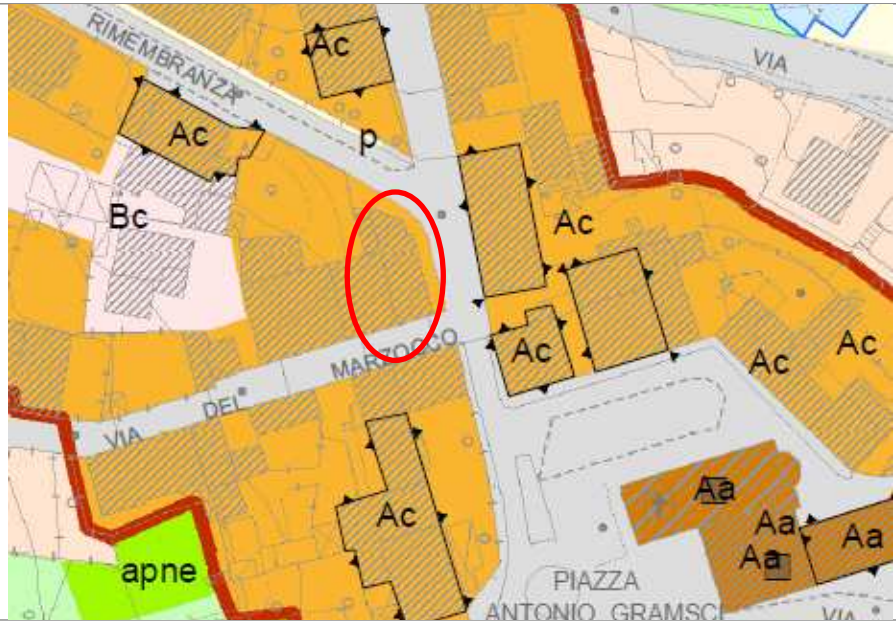 RIMEMBRANZA
Ac
VIA
p
Ac
Bc
Ac
MARZOCCO
Ac
Ac
Ac
VIA DEL
Aa
Ac
Aa
Aa
Aa
apne
PIAZZA
ANTONIO GRAMSCI
VIA